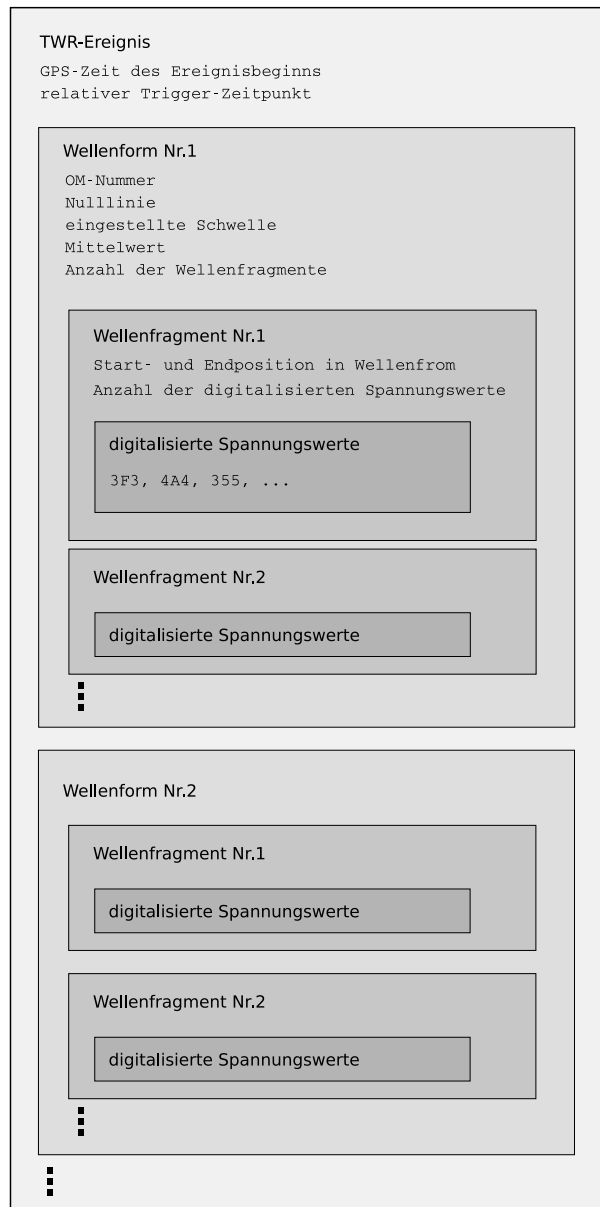 TWR-Ereignis
GPS-Zeit des Ereignisbeginns
relativer Trigger-Zeitpunkt
Wellenform Nr.1
OM-Nummer
Nulllinie
eingestellte Schwelle
Mittelwert
Anzahl der Wellenfragmente
Wellenfragment Nr.1
Start- und Endposition in Wellenfrom
Anzahl der digitalisierten Spannungswerte
digitalisierte Spannungswerte
3F3, 4A4, 355, ...
Wellenfragment Nr.2
digitalisierte Spannungswerte
Wellenform Nr.2
Wellenfragment Nr.1
digitalisierte Spannungswerte
Wellenfragment Nr.2
digitalisierte Spannungswerte